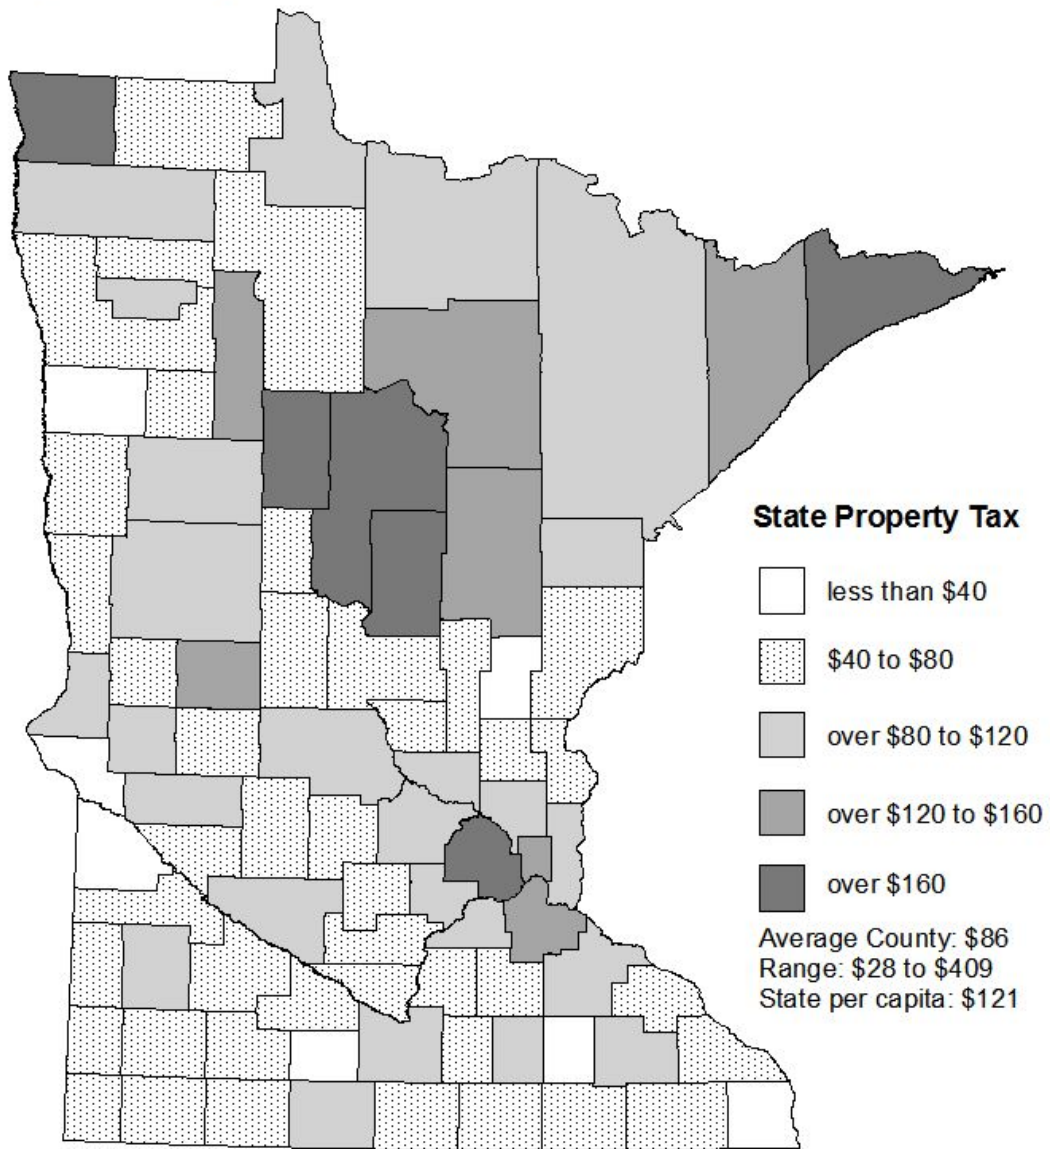 State Property Tax
less than $40
$40 to $80
over $80 to $120
over $120 to $160
over $160
Average County: $86
Range: $28 to $409
State per capita: $121